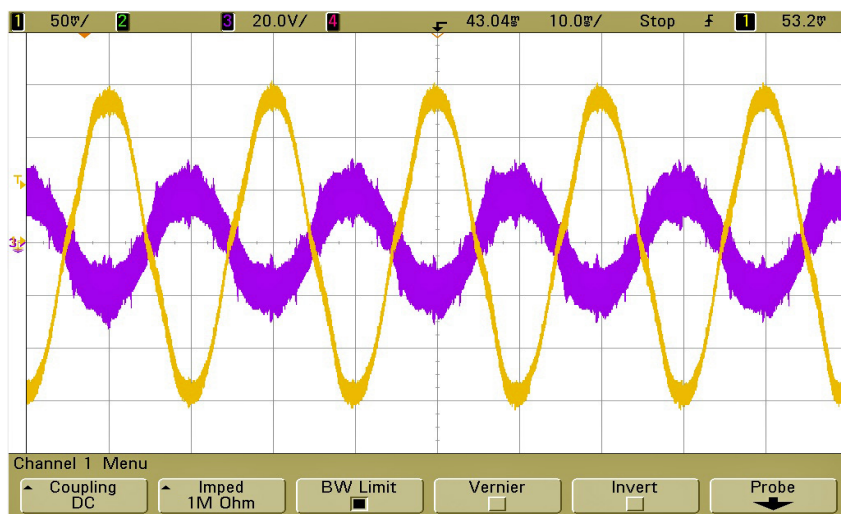 1 50mV/ 2 3 20.0V/ 4 43.04ms 10.0ms/ Stop 1 53.2mV
T
3
Channel 1 Menu
Coupling Imped BW Limit Vernier Invert Probe
DC 1M Ohm